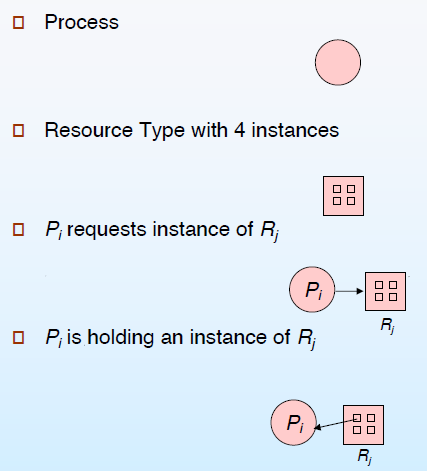 Process
Resource Type with 4 instances
Pi requests instance of Rj
Pi
Rj
Pi is holding an instance of Rj
Pi
Rj